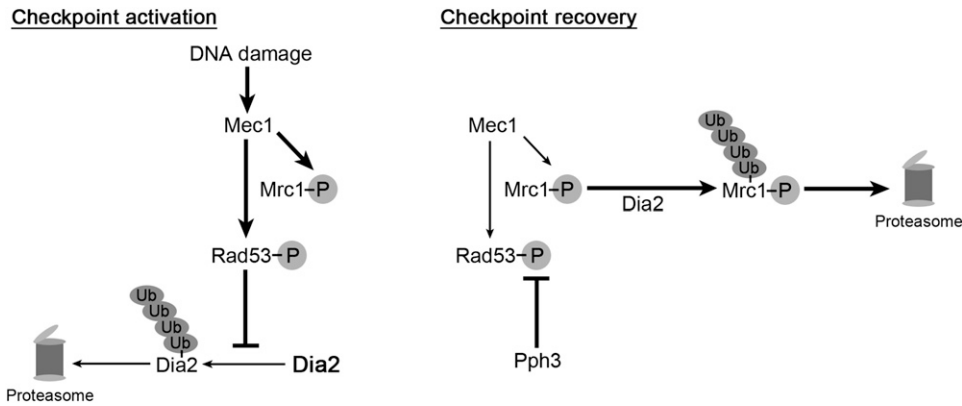 Checkpoint activation
DNA damage
Mec1
Mrc1-P
Rad53-P
Ub
Ub
Ub
Ub
Dia2
Dia2
Proteasome
Checkpoint recovery
Mec1
Mrc1-P
Dia2
Ub
Ub
Ub
Ub
Mrc1-P
Proteasome
Rad53-P
Pph3